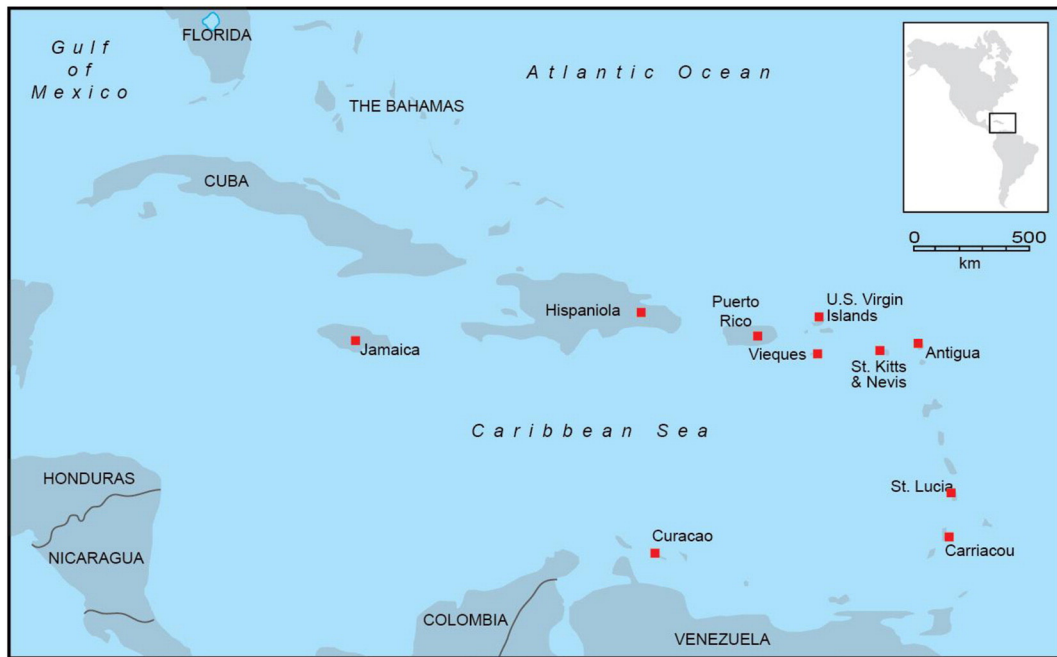 FLORIDA
Gulf
of
Mexico
Atlantic Ocean
THE BAHAMAS
CUBA
0 500
km
Hispaniola
Puerto
Rico
U.S. Virgin
Islands
Jamaica
Vieques
St. Kitts
& Nevis
Antigua
Caribbean Sea
HONDURAS
St. Lucia
NICARAGUA
Curacao
Carriacou
COLOMBIA
VENEZUELA